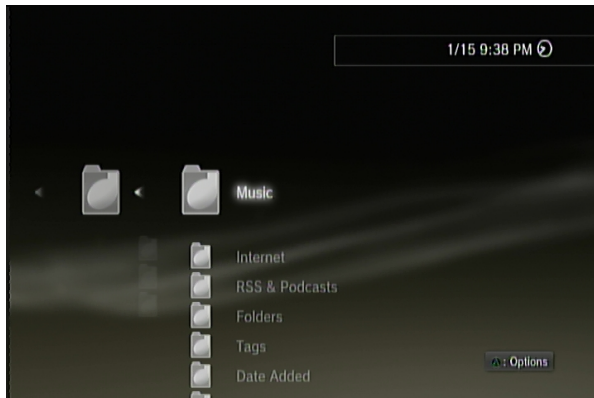 1/15 9:38 PM
Music
Internet
RSS & Podcasts
Folders
Tags
Date Added
: Options